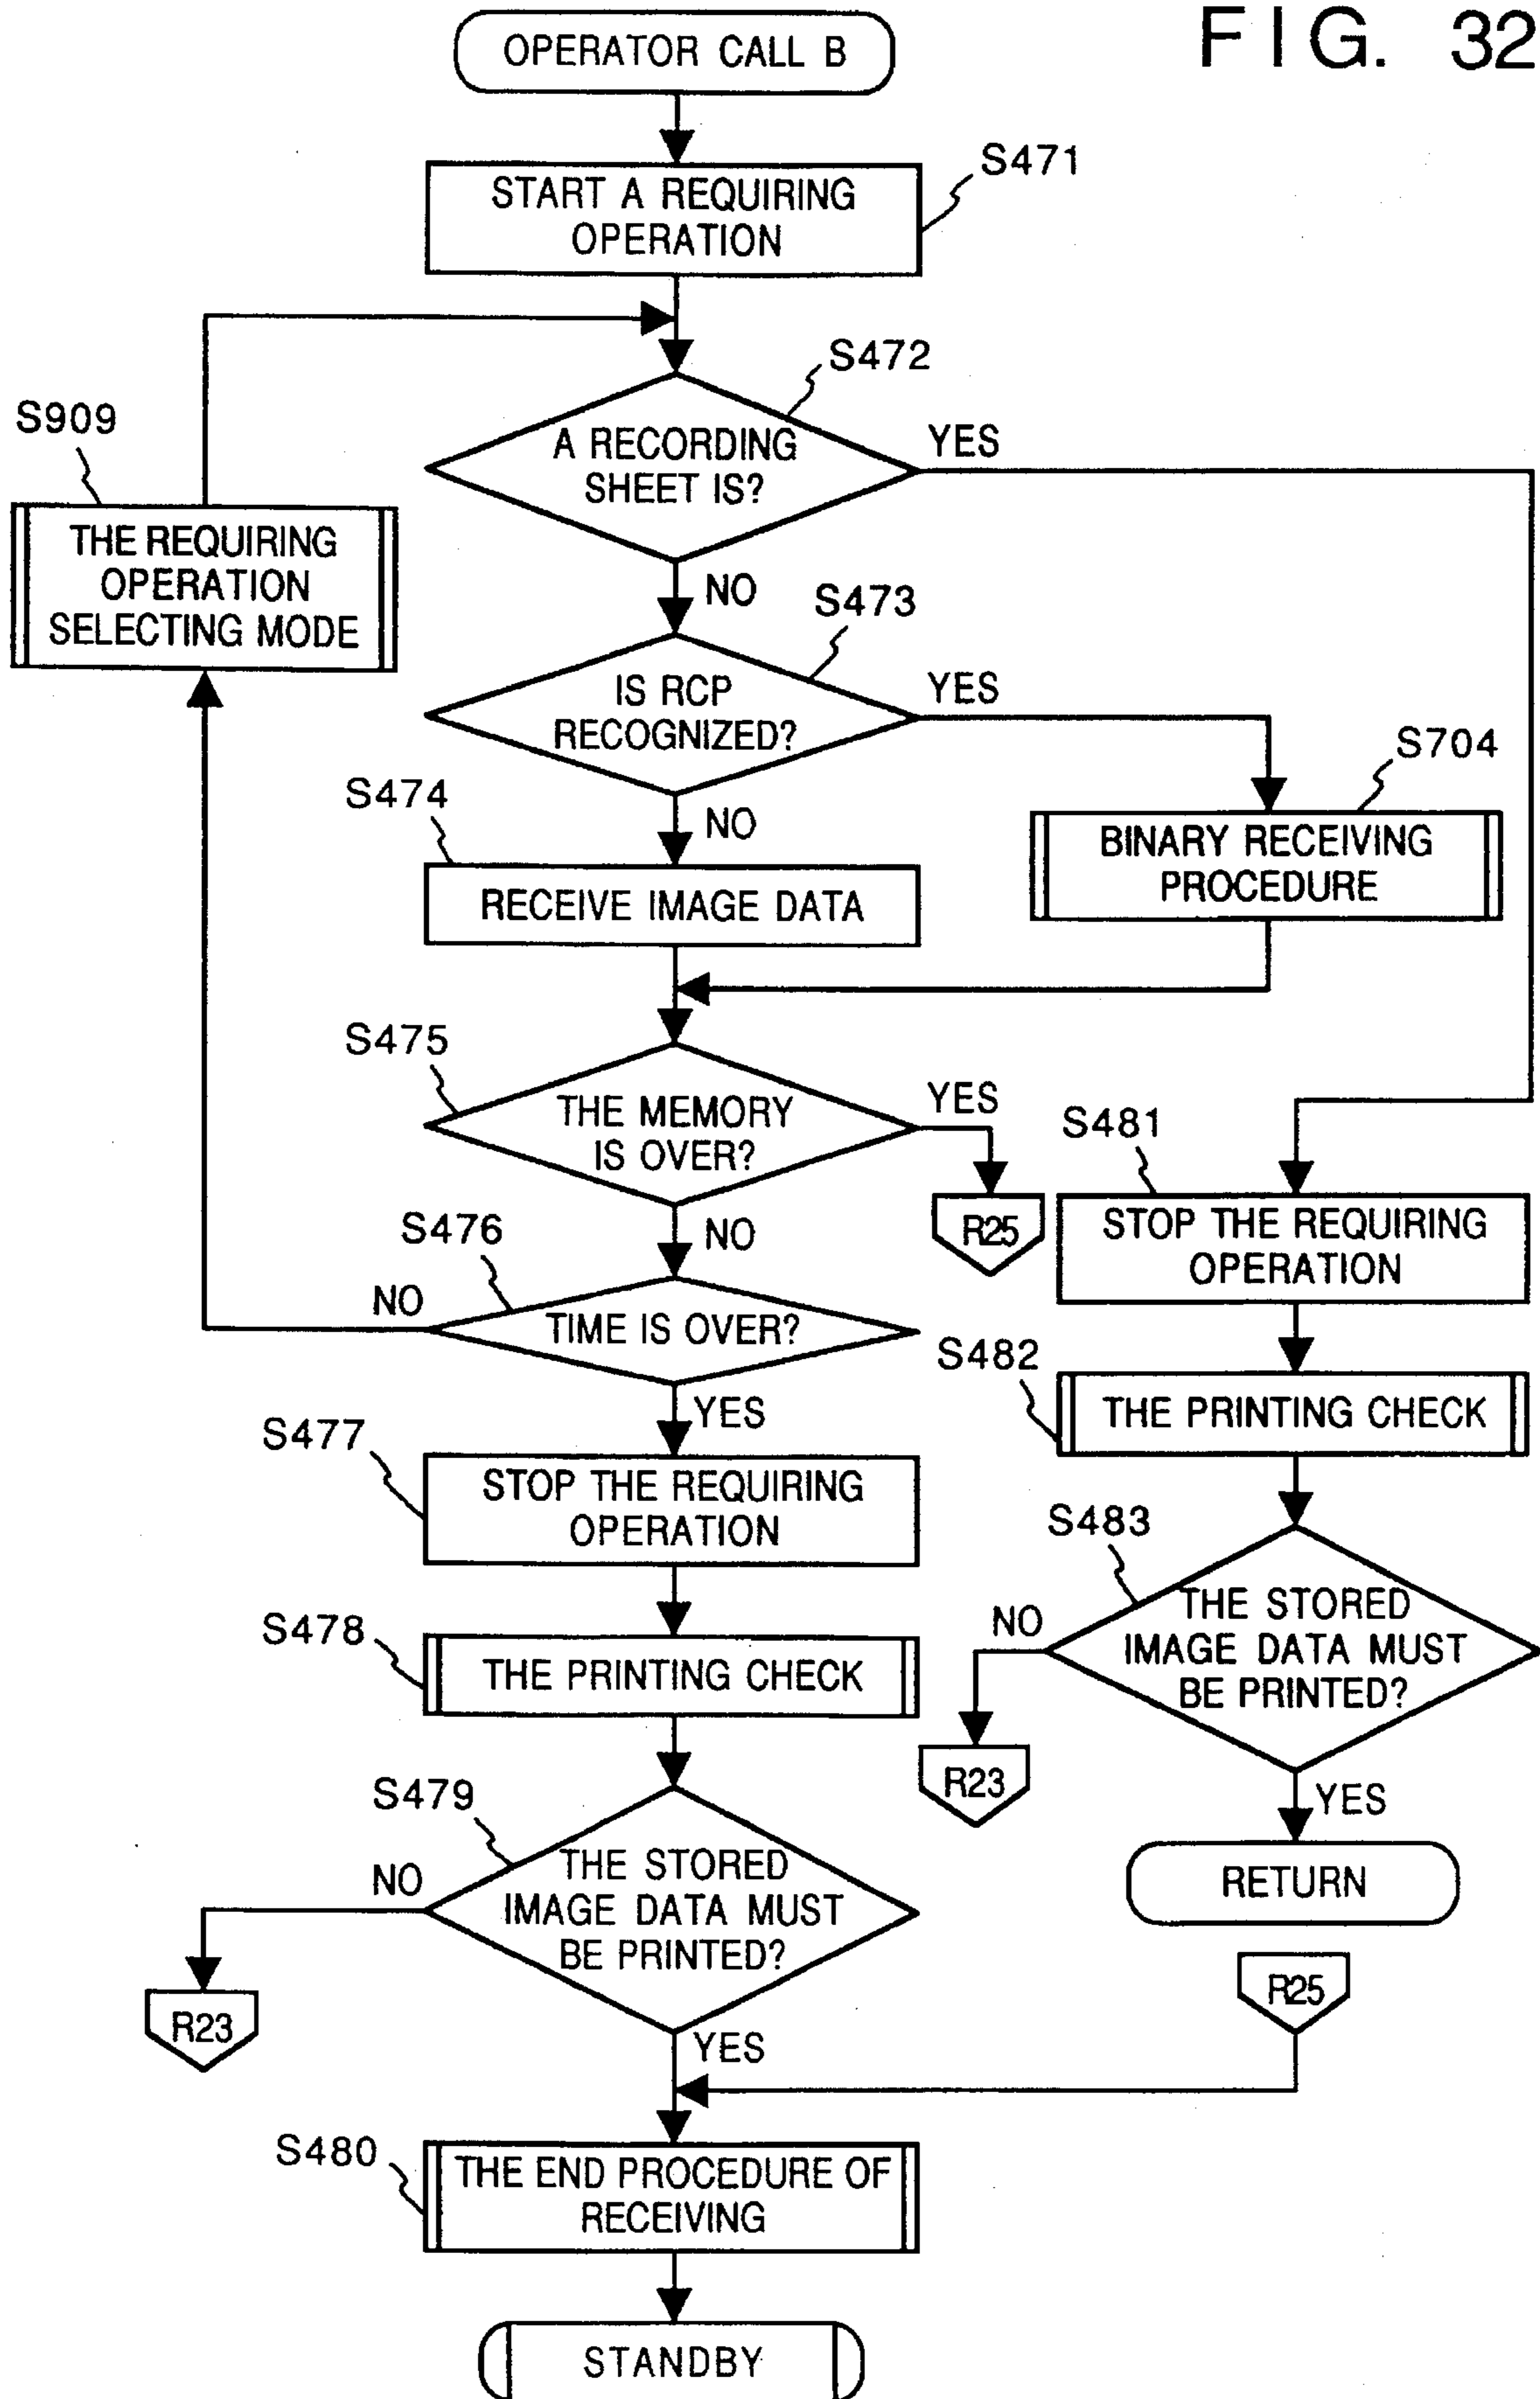 FIG. 32
OPERATOR CALL B
S471
START A REQUIRING
OPERATION
S472
A RECORDING
SHEET IS?
YES
NO
S909
THE REQUIRING
OPERATION
SELECTING MODE
S473
IS RCP
RECOGNIZED?
YES
NO
S704
BINARY RECEIVING
PROCEDURE
S474
RECEIVE IMAGE DATA
S475
THE MEMORY
IS OVER?
YES
R25
NO
S476
TIME IS OVER?
NO
YES
S481
STOP THE REQUIRING
OPERATION
S482
THE PRINTING CHECK
S477
STOP THE REQUIRING
OPERATION
S483
THE STORED
IMAGE DATA MUST
BE PRINTED?
NO
R23
YES
RETURN
S478
THE PRINTING CHECK
S479
THE STORED
IMAGE DATA MUST
BE PRINTED?
NO
R23
YES
R25
S480
THE END PROCEDURE OF
RECEIVING
STANDBY